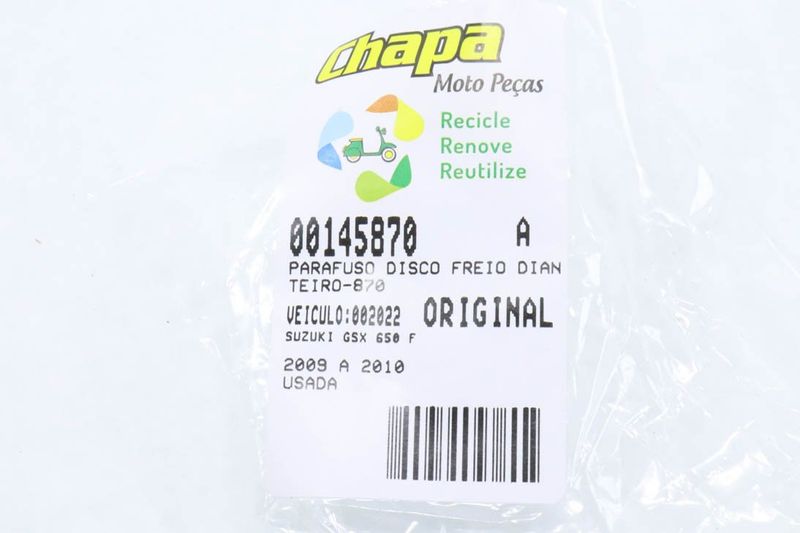 Chapa
Moto Peças
Recicle
Renove
Reutilize
00145870 A
PARAFUSO DISCO FREIO DIAN
TEIRO-870
VEICULO:002022 ORIGINAL
SUZUKI GSX 650 F
2009 A 2010
USADA